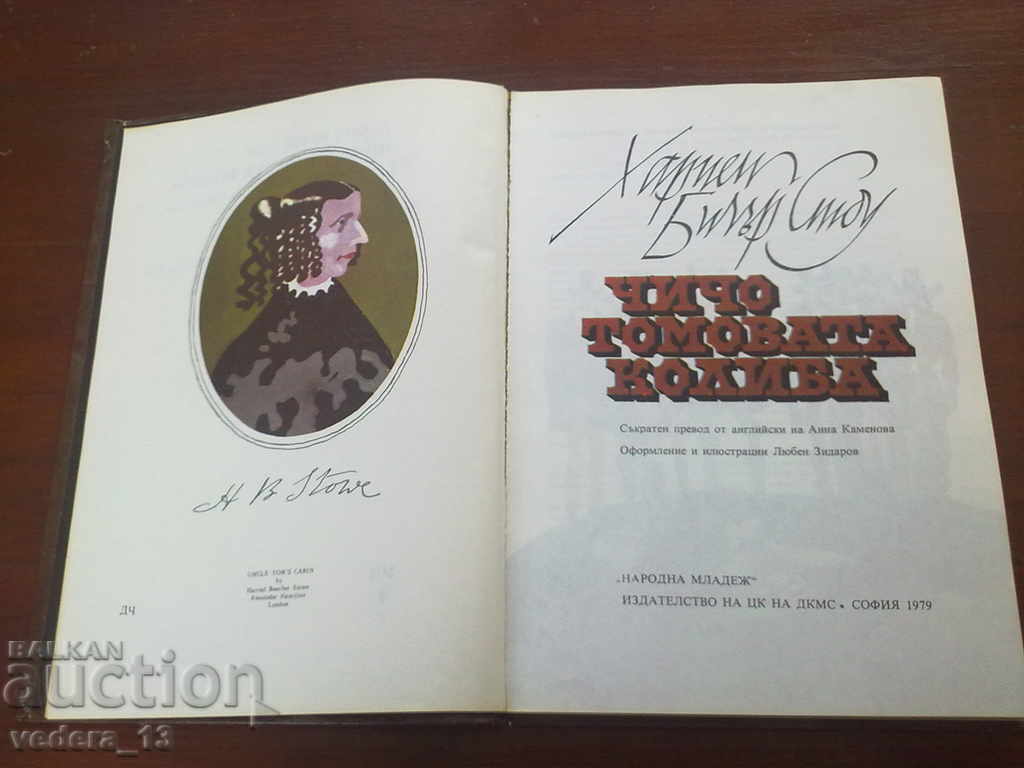 H B Stowe
UNCLE TOM'S CABIN
by
Harriet Beecher Stowe
London
ДЧ
Хариет
Бичър Стоу
ЧИЧО
ТОМОВАТА
КОЛИБА
Съкратен превод от английски на Анна Каменова
Оформление и илюстрации Любен Зидаров
„НАРОДНА МЛАДЕЖ“
ИЗДАТЕЛСТВО НА ЦК НА ДКМС • СОФИЯ 1979
BALKAN
auction
vedera_13